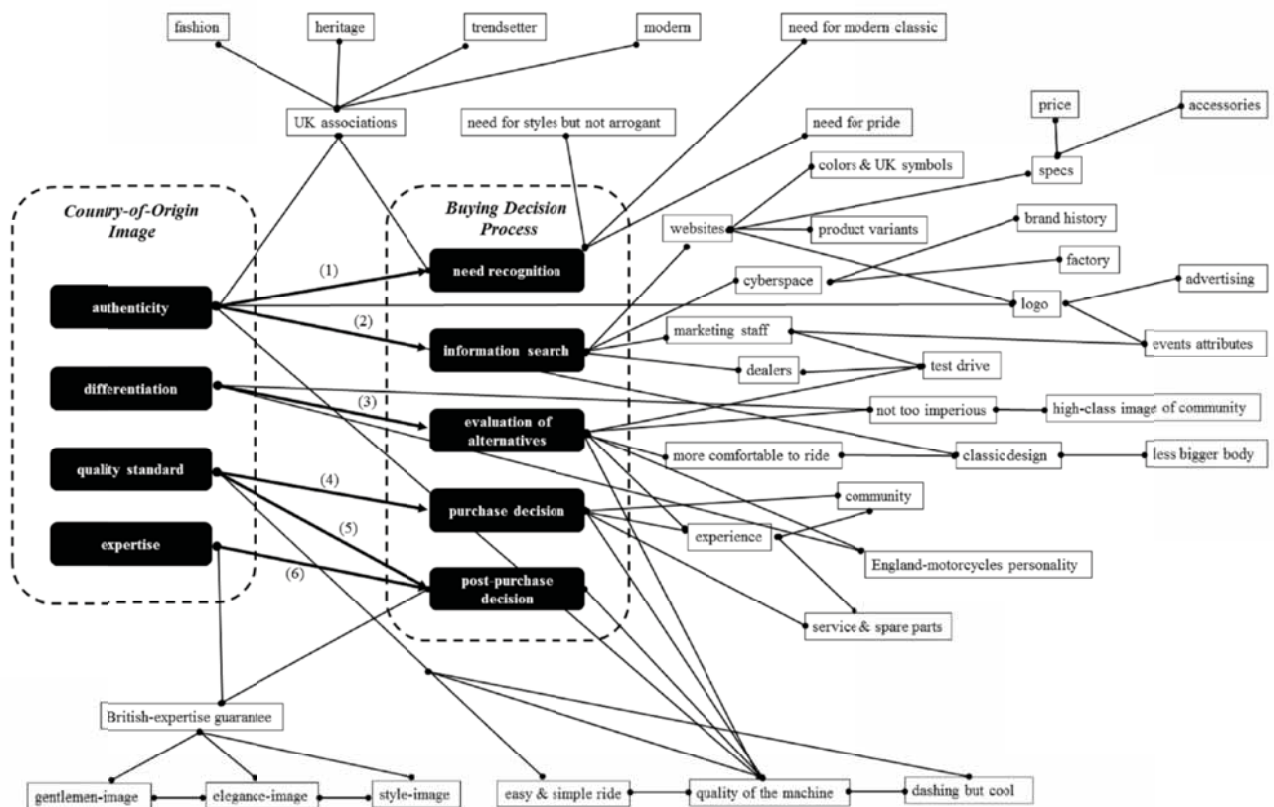 fashion
heritage
trendsetter
modern
need for modern classic
price
accessories
UK associations
need for styles but not arrogant
need for pride
colors & UK symbols
specs
Country-of-Origin
Image
Buying Decision
Process
websites
product variants
brand history
(1)
need recognition
cyberspace
factory
authenticity
logo
advertising
(2)
information search
marketing staff
events attributes
dealers
test drive
differentiation
(3)
evaluation of
alternatives
not too imperious
high-class image of community
quality standard
more comfortable to ride
classic design
less bigger body
(4)
purchase decision
community
expertise
(5)
experience
England-motorcycles personality
(6)
post-purchase
decision
service & spare parts
British-expertise guarantee
gentlemen-image
elegance-image
style-image
easy & simple ride
quality of the machine
dashing but cool